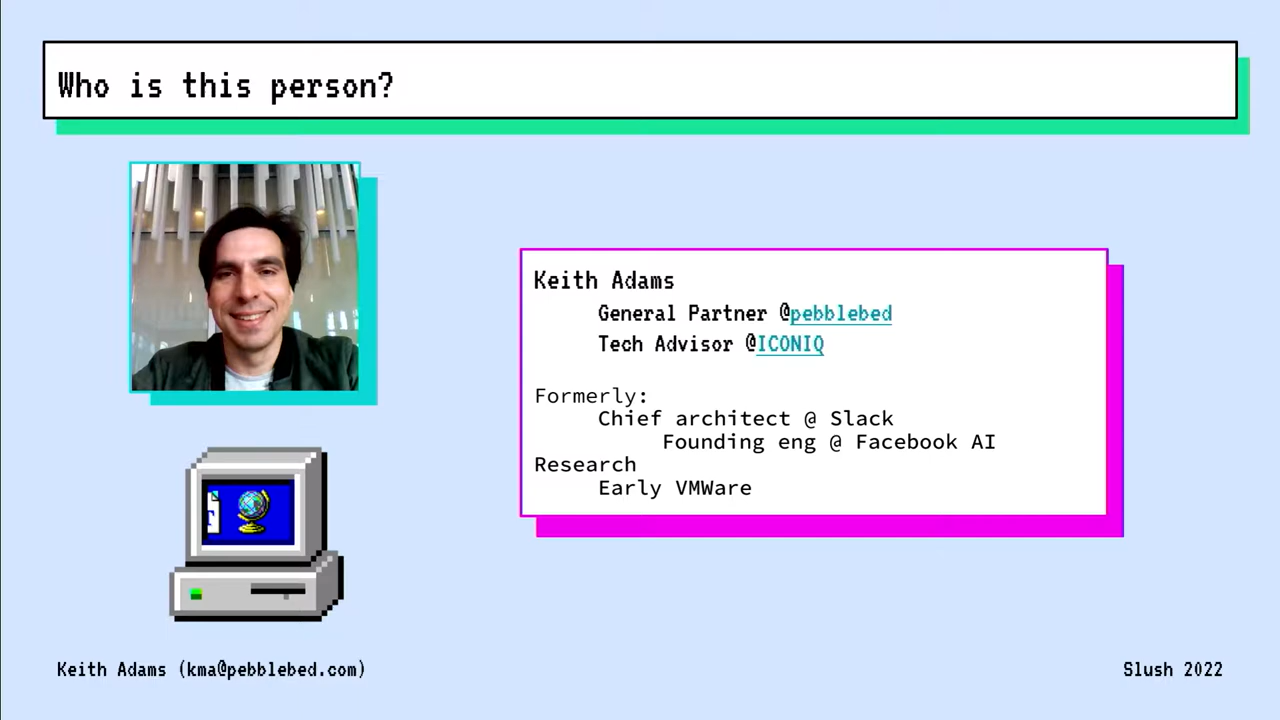 Who is this person?
Keith Adams
General Partner @pebblebed
Tech Advisor @ICONIQ
Formerly:
Chief architect @ Slack
Founding eng @ Facebook AI
Research
Early VMWare
Keith Adams (kma@pebblebed.com)
Slush 2022